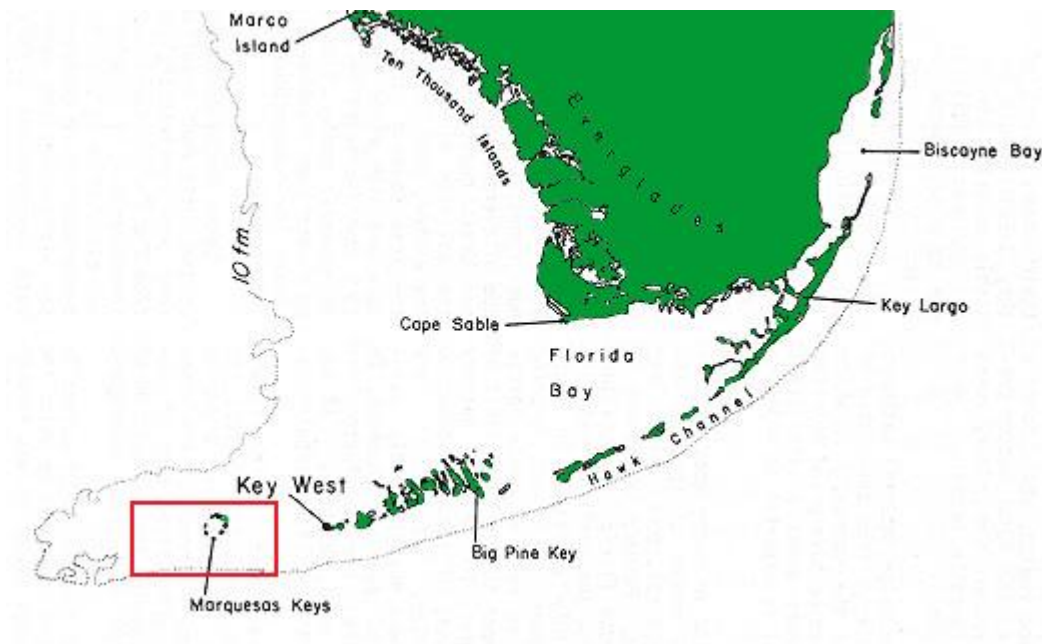 Marco
Island
Ten Thousand Islands
Everglades
Biscayne Bay
10 fm
Key Largo
Cape Sable
Florida
Bay
Hawk Channel
Key West
Big Pine Key
Marquesas Keys